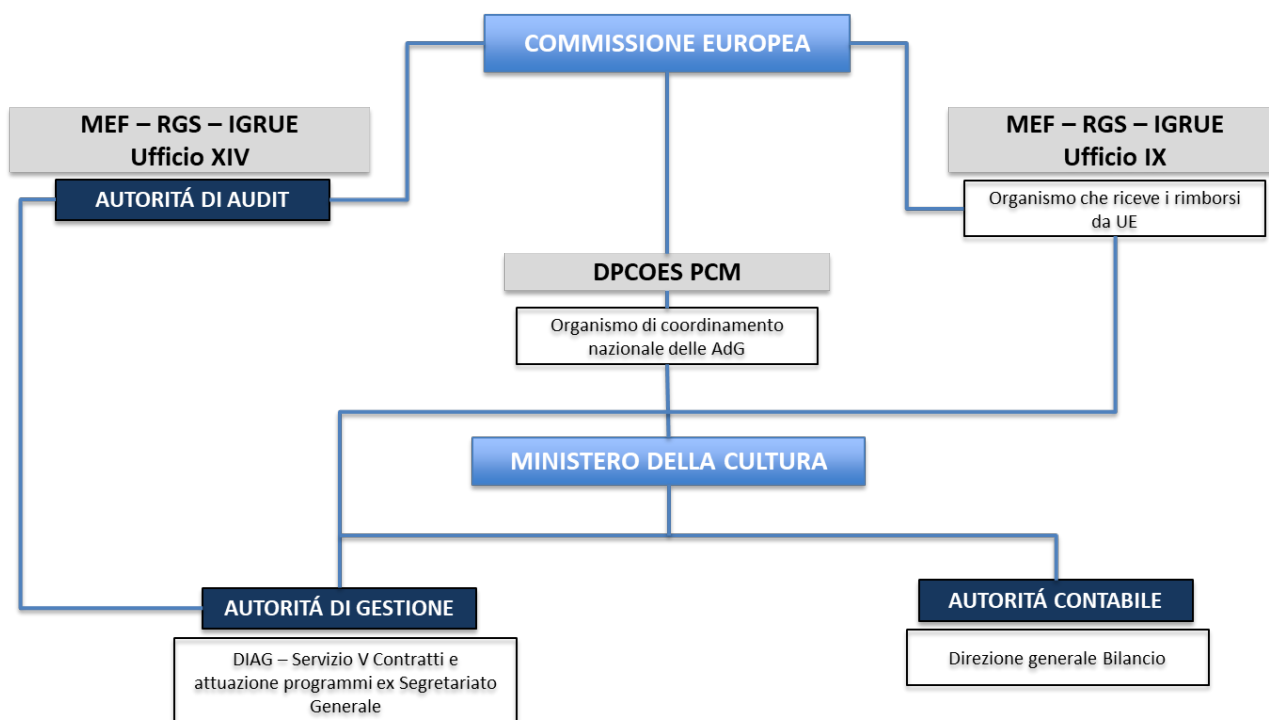 COMMISSIONE EUROPEA
MEF – RGS – IGRUE
Ufficio XIV
AUTORITÁ DI AUDIT
MEF – RGS – IGRUE
Ufficio IX
Organismo che riceve i rimborsi
da UE
DPCOES PCM
Organismo di coordinamento
nazionale delle AdG
MINISTERO DELLA CULTURA
AUTORITÁ DI GESTIONE
DIAG – Servizio V Contratti e
attuazione programmi ex Segretariato
Generale
AUTORITÁ CONTABILE
Direzione generale Bilancio